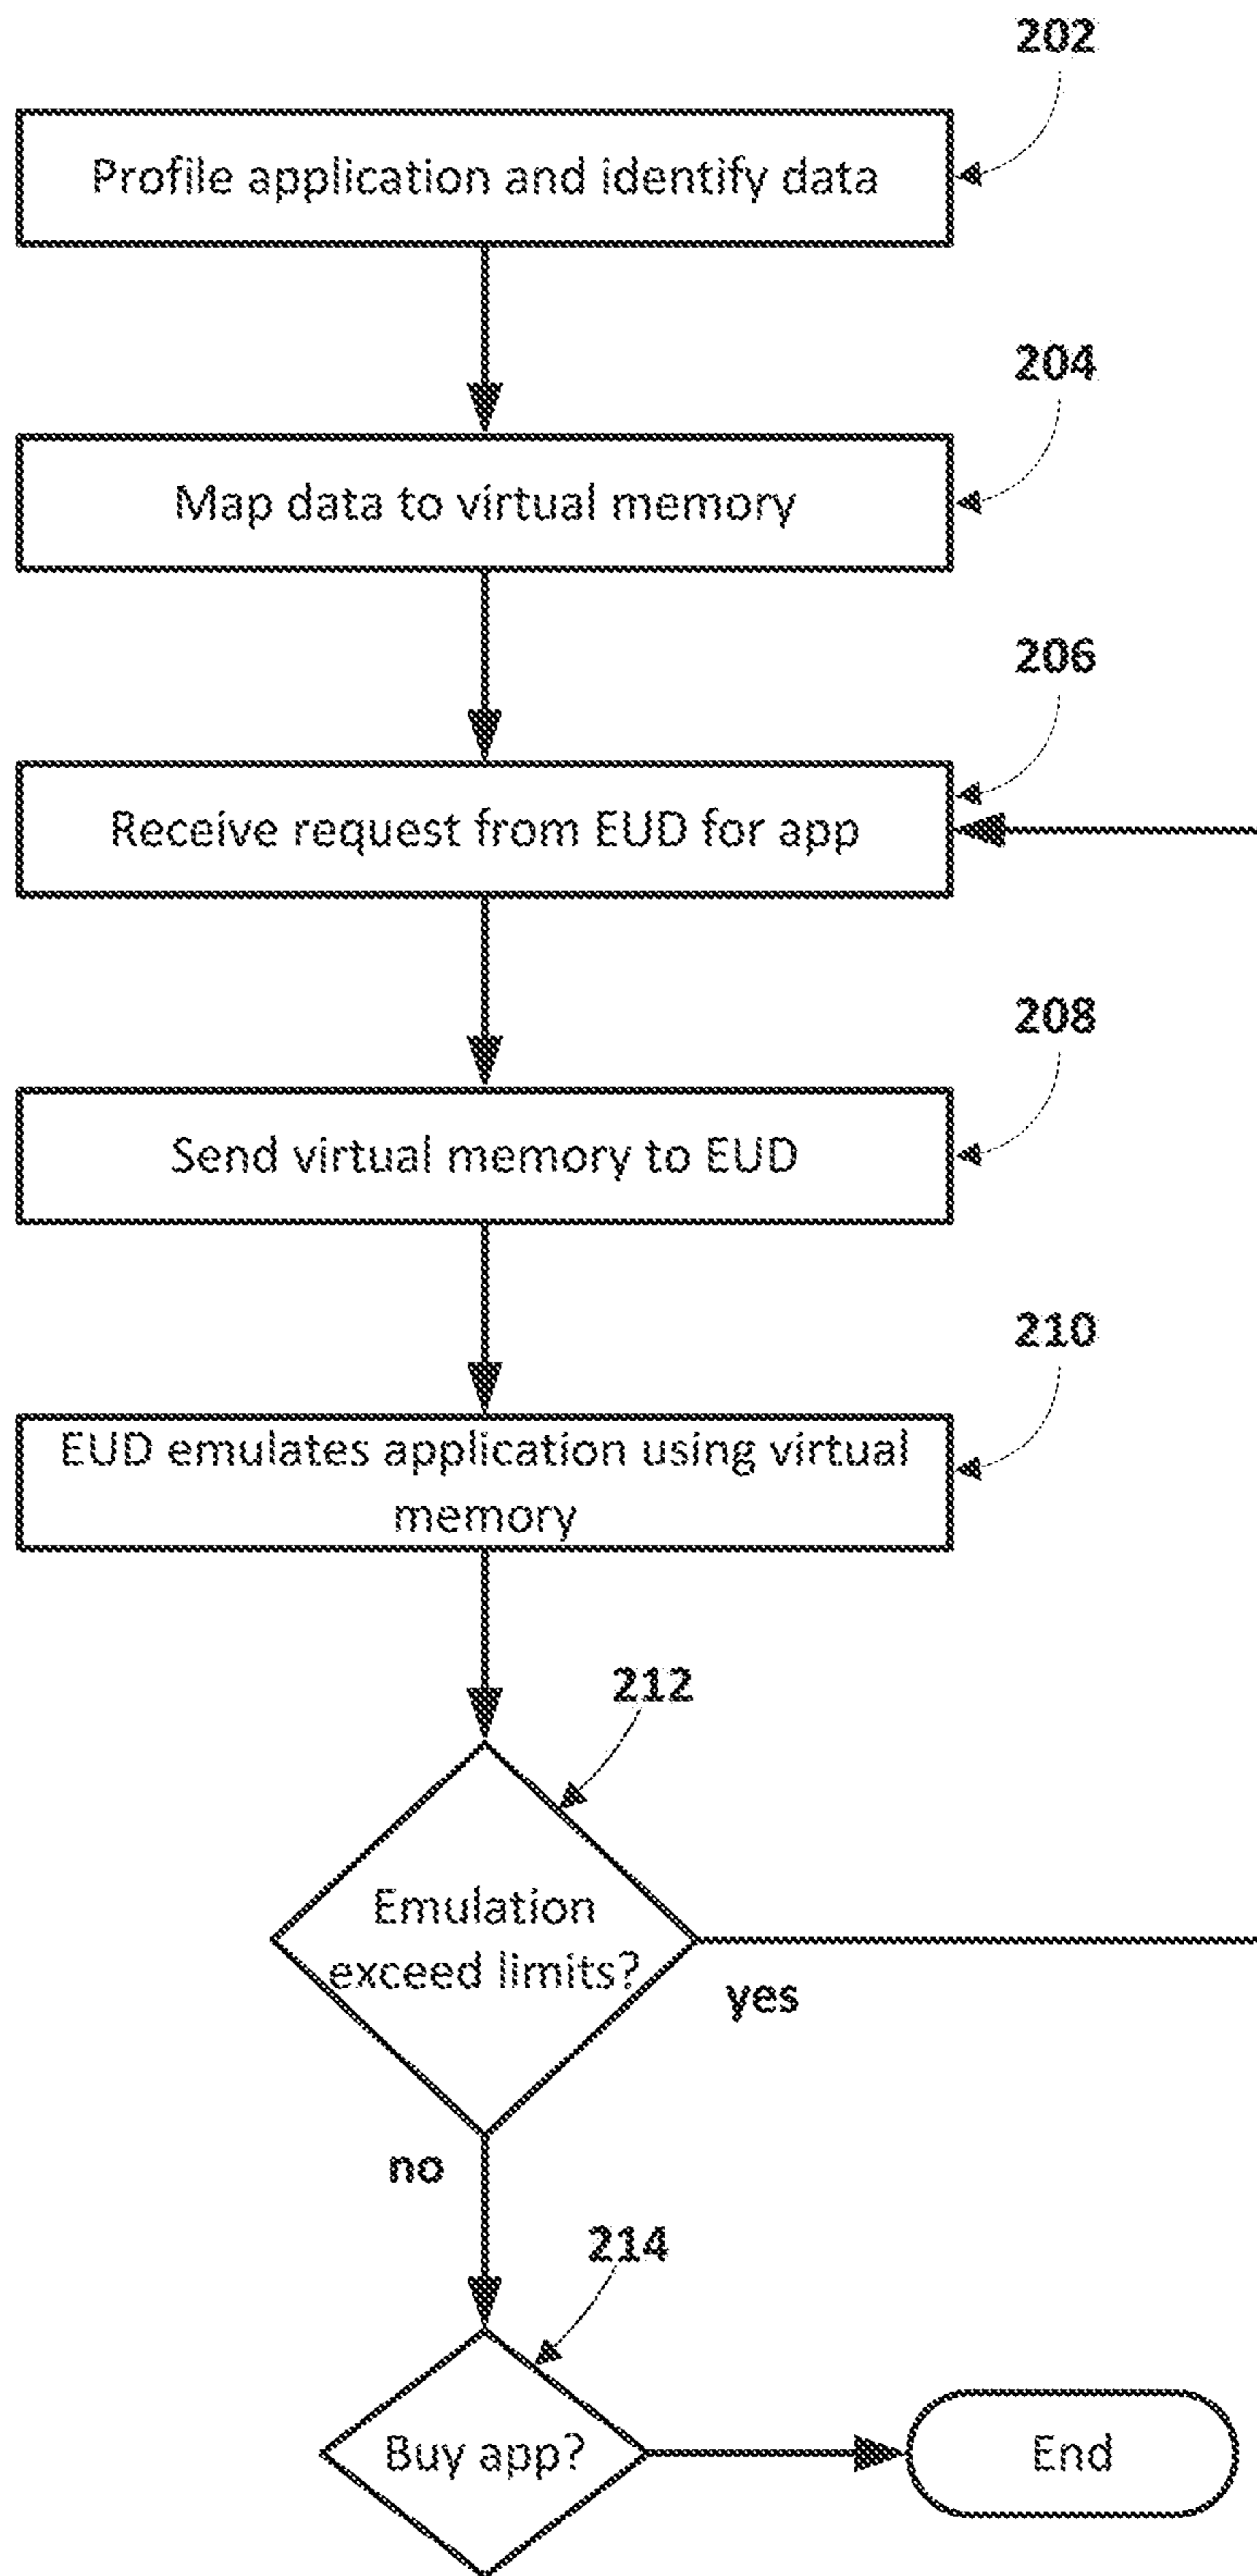 202
Profile application and identify data
204
Map data to virtual memory
206
Receive request from EUD for app
208
Send virtual memory to EUD
210
EUD emulates application using virtual
memory
212
Emulation
exceed limits?
yes
no
214
Buy app?
End